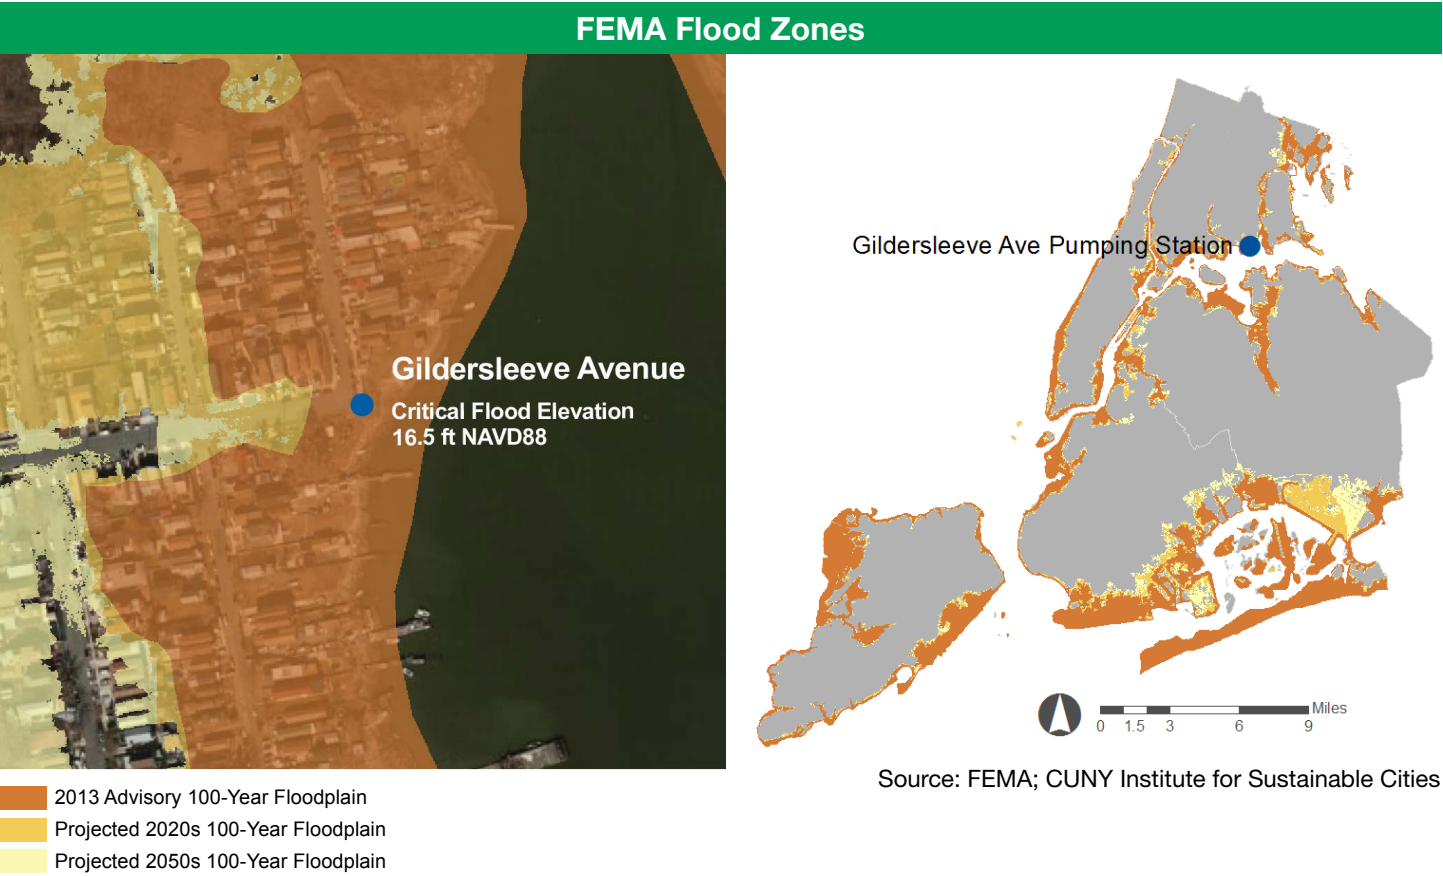 FEMA Flood Zones
Gildersleeve Avenue
Critical Flood Elevation
16.5 ft NAVD88
Gildersleeve Ave Pumping Station
Miles
0 1.5 3 6 9
Source: FEMA; CUNY Institute for Sustainable Cities
2013 Advisory 100-Year Floodplain
Projected 2020s 100-Year Floodplain
Projected 2050s 100-Year Floodplain